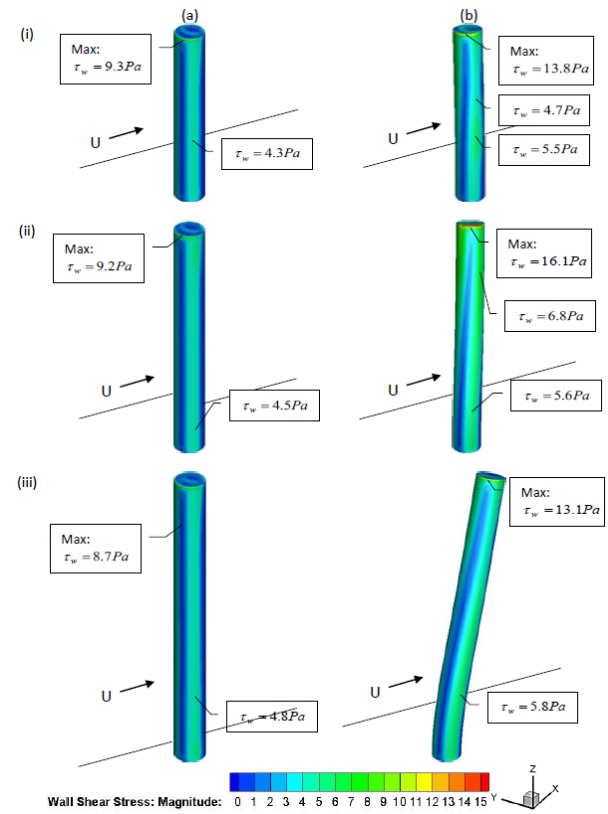 (a)
(b)
(i)
Max:
τw = 9.3Pa
U
τw = 4.3Pa
Max:
τw = 13.8Pa
τw = 4.7Pa
U
τw = 5.5Pa
(ii)
Max:
τw = 9.2Pa
U
τw = 4.5Pa
Max:
τw = 16.1Pa
τw = 6.8Pa
U
τw = 5.6Pa
(iii)
Max:
τw = 8.7Pa
U
τw = 4.8Pa
Max:
τw = 13.1Pa
U
τw = 5.8Pa
Wall Shear Stress: Magnitude: 0 1 2 3 4 5 6 7 8 9 10 11 12 13 14 15
Z
Y
X